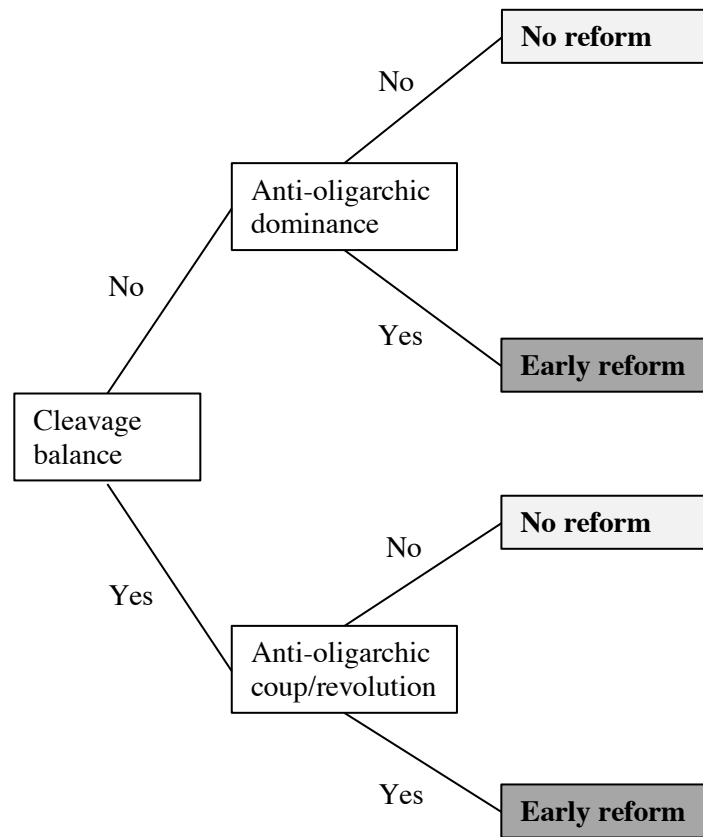 No reform
No
Anti-oligarchic
dominance
No
Yes
Early reform
Cleavage
balance
No reform
No
Yes
Anti-oligarchic
coup/revolution
Yes
Early reform